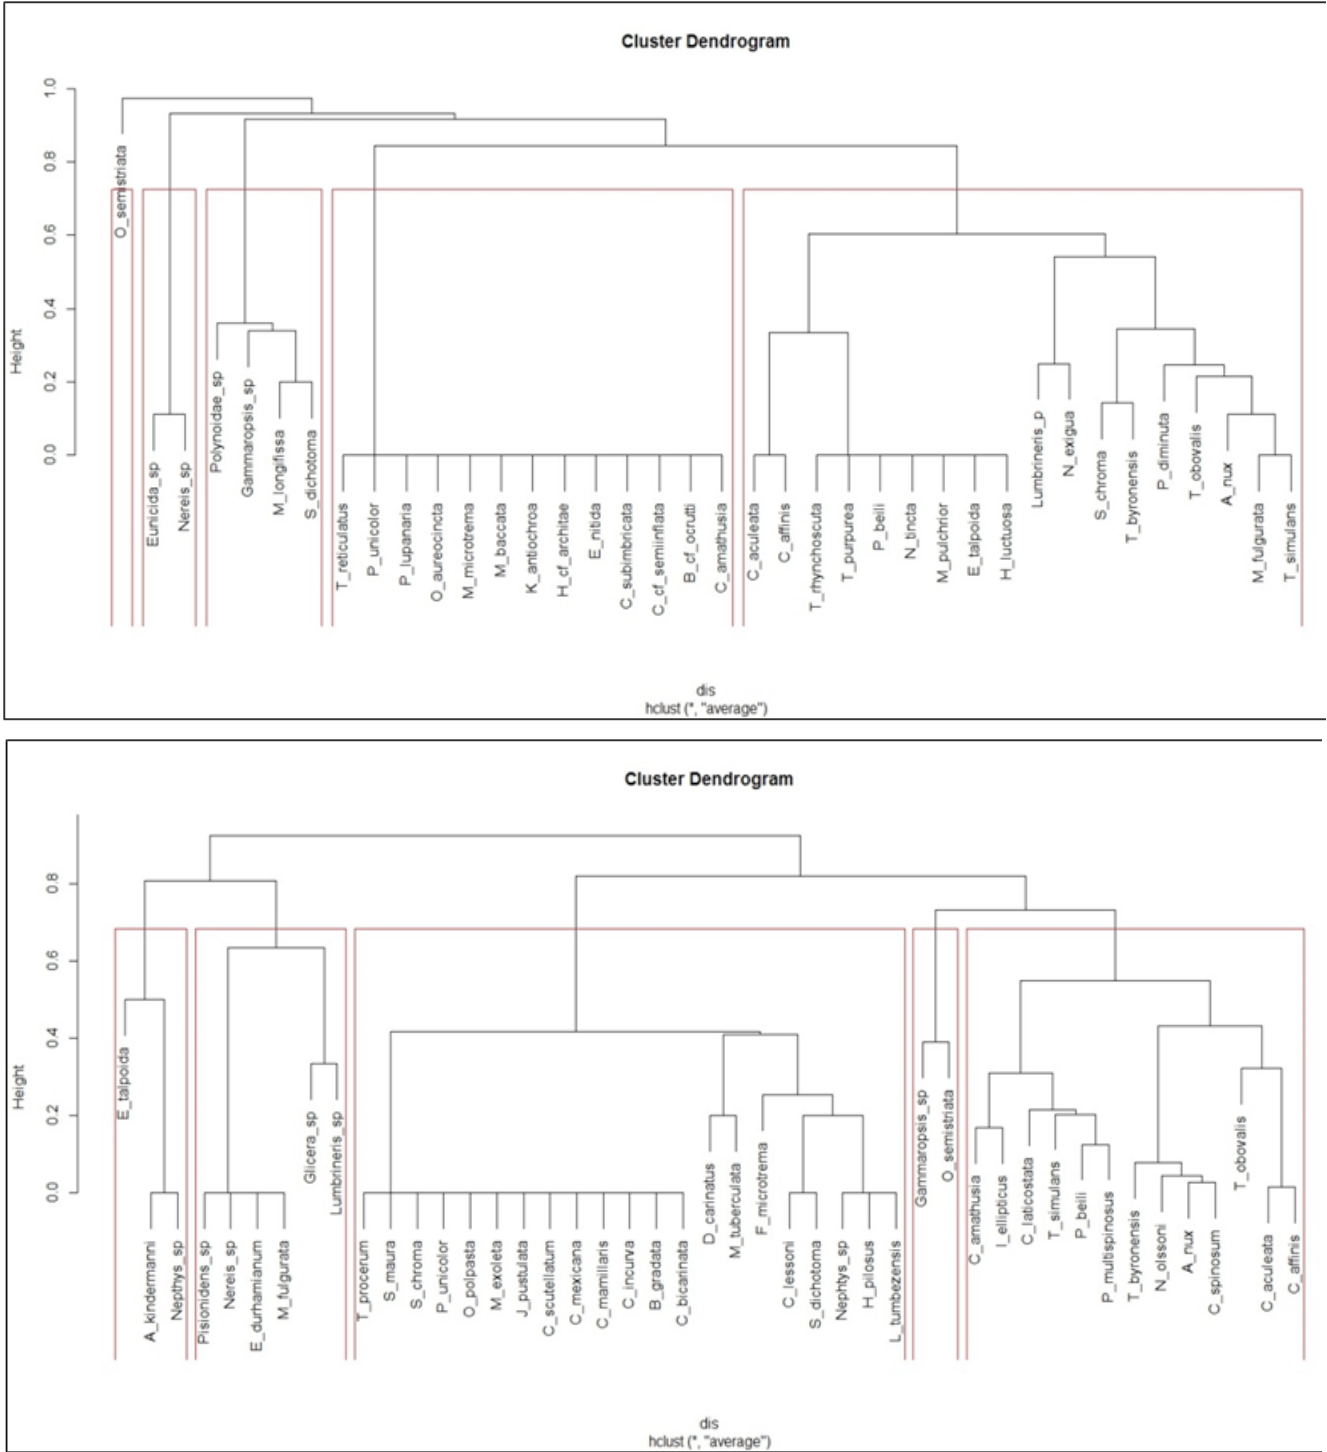 Cluster Dendrogram
Height
1.0
0.8
0.6
0.4
0.2
0.0
O_semistriata
Eunicida_sp
Nereis_sp
Polynoidae_sp
Gammaropsis_sp
M_longifissa
S_dichotoma
T_reticulatus
P_unicolor
P_lupanaria
O_aureocincta
M_microtrema
M_baccata
K_antiochroa
H_cf_architae
E_nitida
C_subimbricata
C_cf_semiinflata
B_cf_ocrutti
C_amathusia
C_aculeata
C_affinis
T_rhynchoscuta
T_purpurea
P_beili
N_tincta
M_pulchrior
E_talpoida
H_luctuosa
Lumbrineris_p
N_exigua
S_chroma
T_byronensis
P_diminuta
T_obovalis
A_nux
M_fulgurata
T_simulans
dis
hclust (*, "average")
Cluster Dendrogram
Height
0.8
0.6
0.4
0.2
0.0
E_talpoida
A_kindermanni
Nepthys_sp
Pisionidens_sp
Nereis_sp
E_durhamianum
M_fulgurata
Glicera_sp
Lumbrineris_sp
T_procerum
S_maura
S_chroma
P_unicolor
O_polpasta
M_exoleta
J_pustulata
C_scutellatum
C_mexicana
C_mamillaris
C_incurva
B_gradata
C_bicarinata
D_carinatus
M_tuberculata
F_microtrema
C_lessoni
S_dichotoma
Nephtys_sp
H_pilosus
L_tumbezensis
Gammaropsis_sp
O_semistriata
C_amathusia
I_ellipticus
C_laticostata
T_simulans
P_beili
P_multispinosus
T_byronensis
N_olssoni
A_nux
C_spinosum
T_obovalis
C_aculeata
C_affinis
dis
hclust (*, "average")